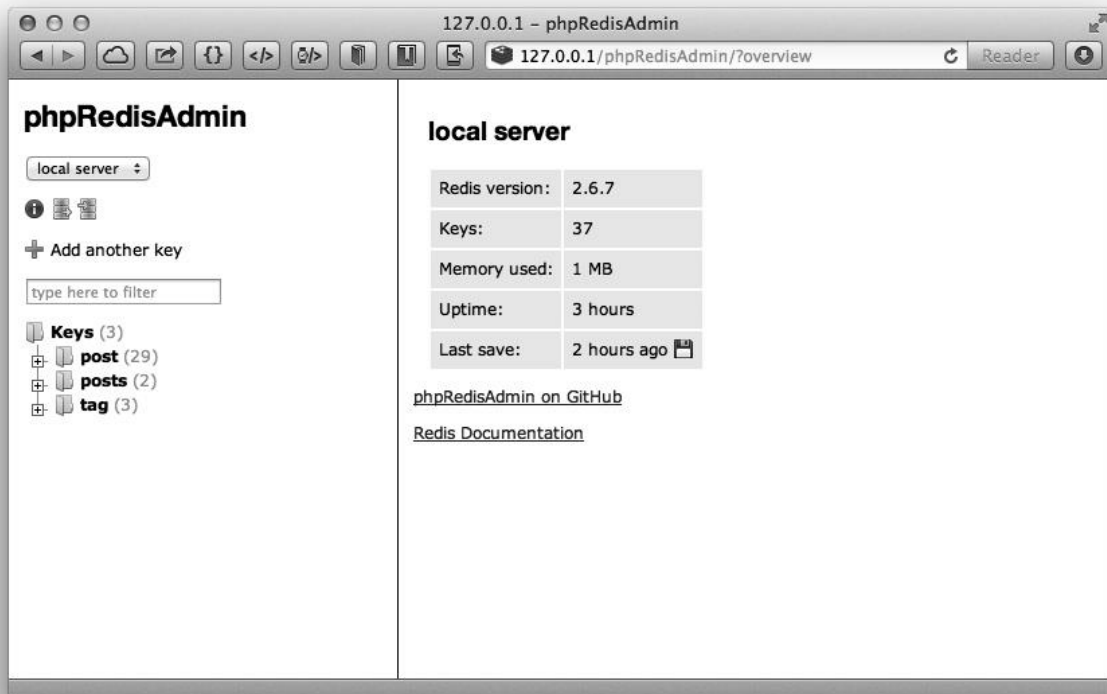 127.0.0.1 – phpRedisAdmin
127.0.0.1/phpRedisAdmin/?overview
Reader
phpRedisAdmin
local server
Add another key
type here to filter
Keys (3)
post (29)
posts (2)
tag (3)
local server
Redis version: 2.6.7
Keys: 37
Memory used: 1 MB
Uptime: 3 hours
Last save: 2 hours ago
phpRedisAdmin on GitHub
Redis Documentation